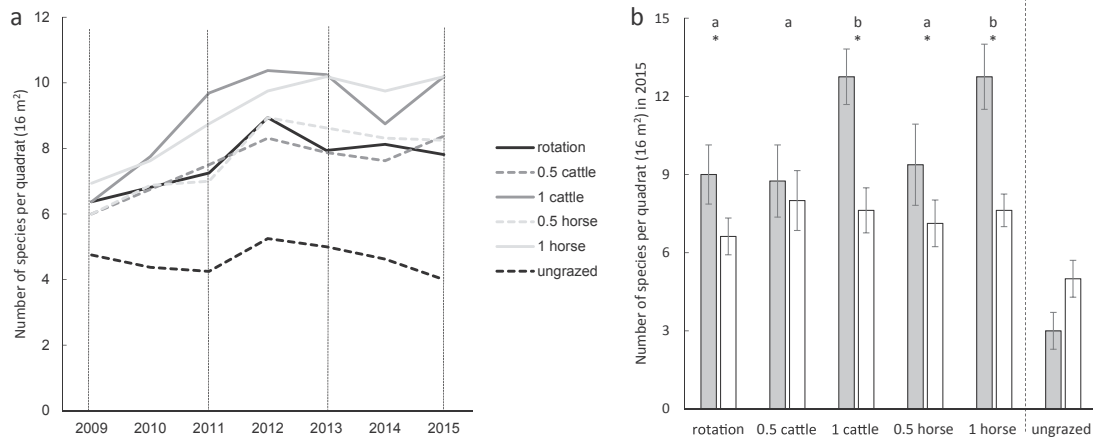 a
Number of species per quadrat (16 m²)
12
10
8
6
4
2
0
2009 2010 2011 2012 2013 2014 2015
rotation
0.5 cattle
1 cattle
0.5 horse
1 horse
ungrazed
b
Number of species per quadrat (16 m²) in 2015
15
12
9
6
3
0
a a b a b
* * * *
rotation 0.5 cattle 1 cattle 0.5 horse 1 horse ungrazed